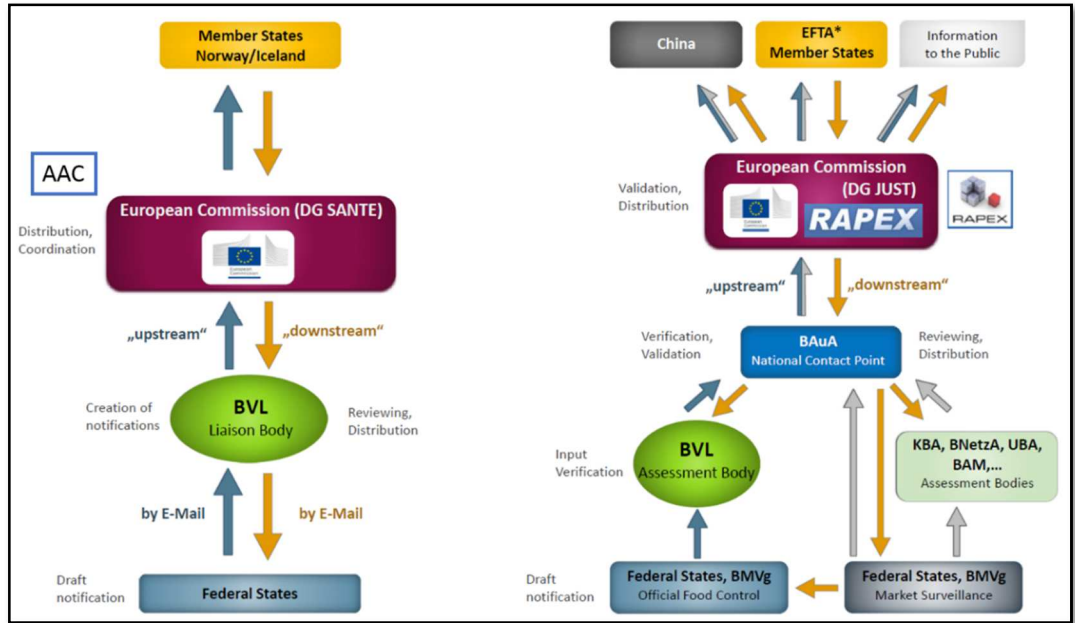 Member States
Norway/Iceland
AAC
European Commission (DG SANTE)
Distribution,
Coordination
European
Commission
„upstream“
„downstream“
Creation of
notifications
BVL
Liaison Body
Reviewing,
Distribution
by E-Mail
by E-Mail
Draft
notification
Federal States
China
EFTA*
Member States
Information
to the Public
Validation,
Distribution
European Commission
(DG JUST)
European
Commission
RAPEX
RAPEX
„upstream“
„downstream“
Verification,
Validation
BAuA
National Contact Point
Reviewing,
Distribution
Input
Verification
BVL
Assessment Body
KBA, BNetzA, UBA,
BAM,...
Assessment Bodies
Draft
notification
Federal States, BMVg
Official Food Control
Federal States, BMVg
Market Surveillance